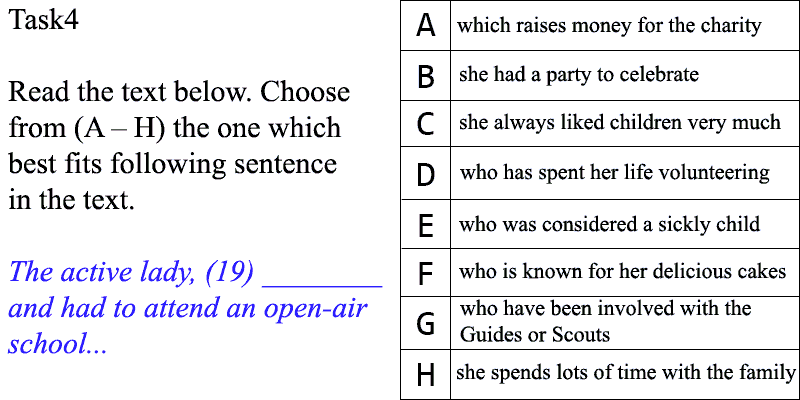 Task4
Read the text below. Choose
from (A – H) the one which
best fits following sentence
in the text.
The active lady, (19) ________
and had to attend an open-air
school...
A which raises money for the charity
B she had a party to celebrate
C she always liked children very much
D who has spent her life volunteering
E who was considered a sickly child
F who is known for her delicious cakes
G who have been involved with the
Guides or Scouts
H she spends lots of time with the family